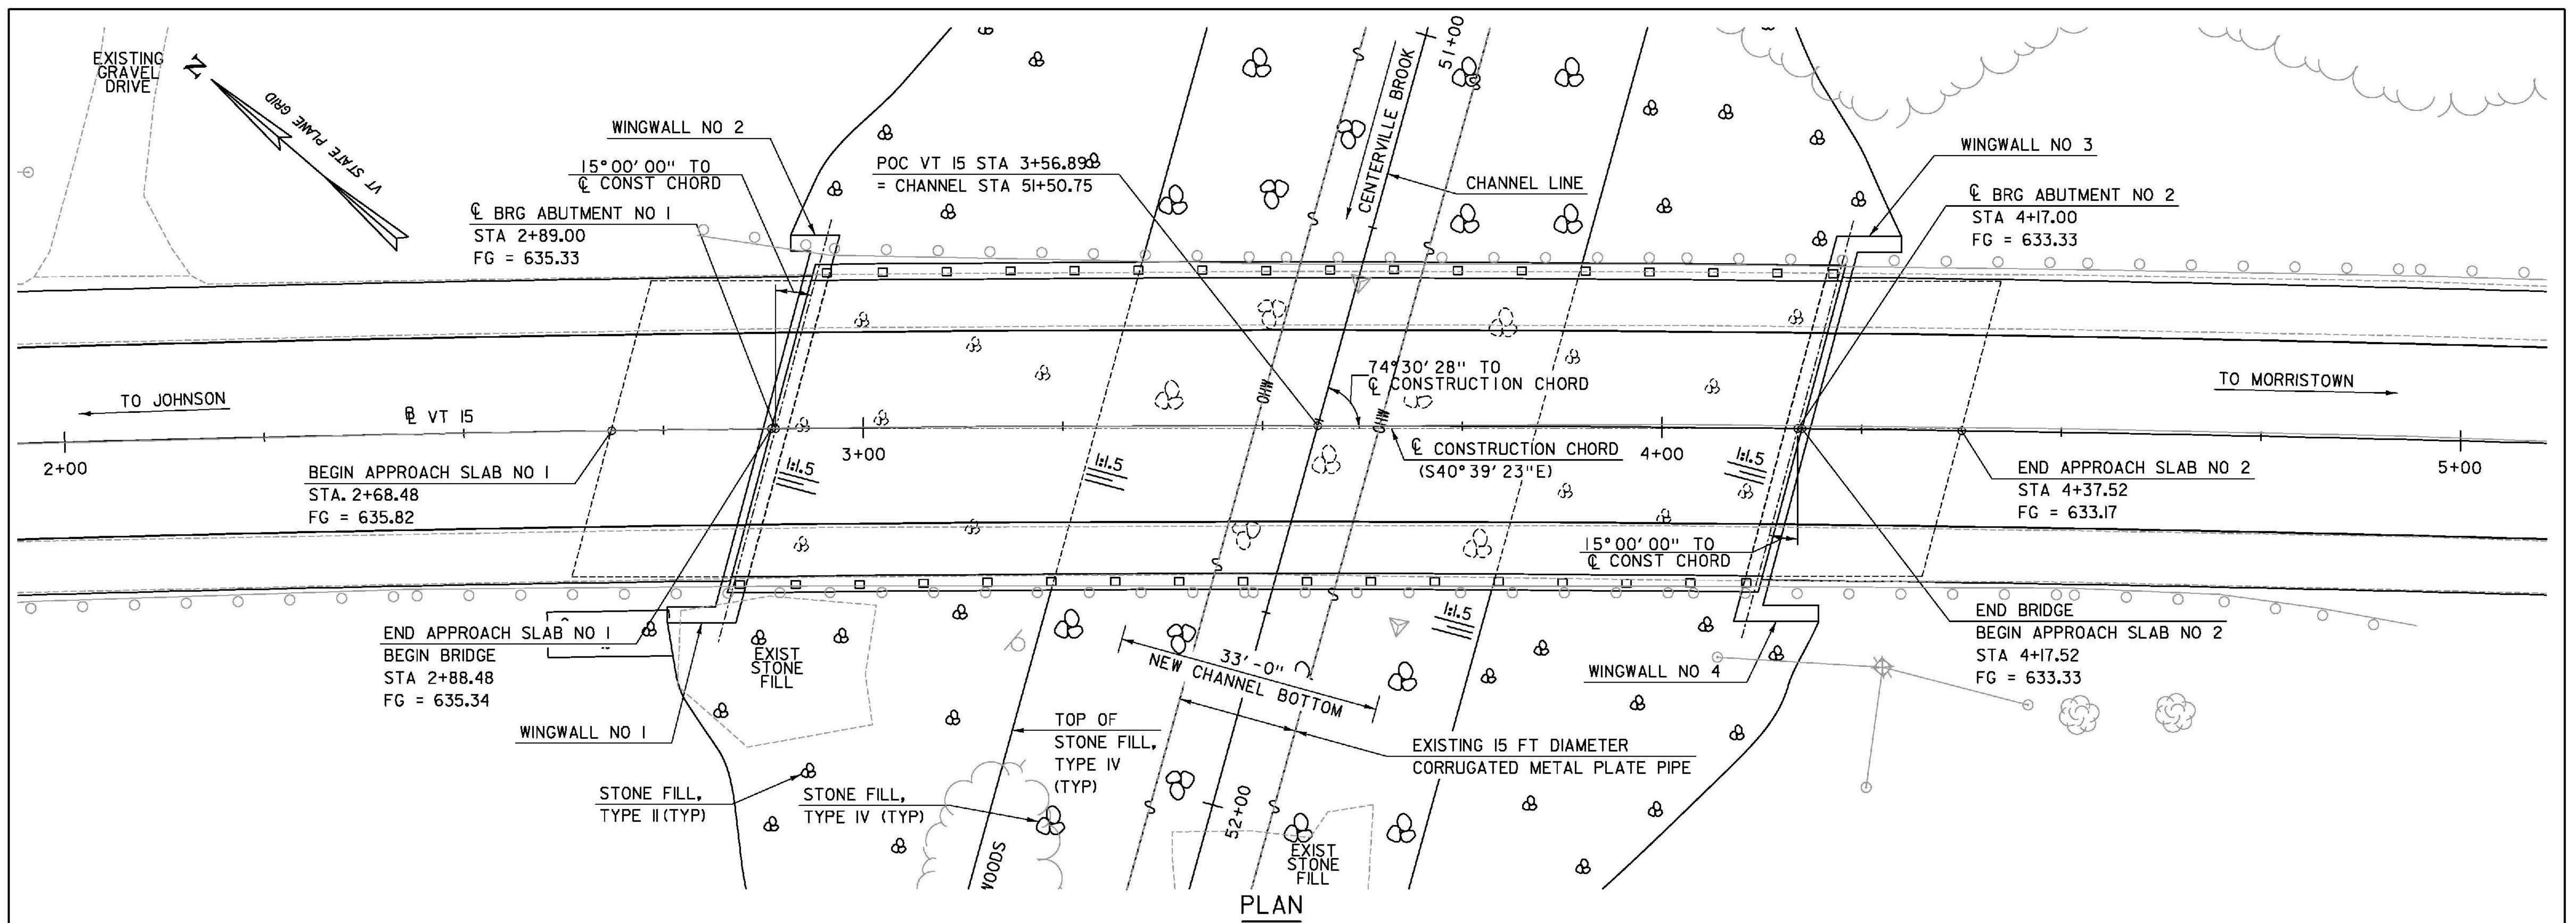 EXISTING
GRAVEL
DRIVE
N
VT STATE PLANE GRID
WINGWALL NO 2
15°00'00" TO
℄ CONST CHORD
℄ BRG ABUTMENT NO 1
STA 2+89.00
FG = 635.33
POC VT 15 STA 3+56.89
= CHANNEL STA 51+50.75
CENTERVILLE BROOK
51+00
CHANNEL LINE
WINGWALL NO 3
℄ BRG ABUTMENT NO 2
STA 4+17.00
FG = 633.33
TO JOHNSON
VT 15
OHW
OHW
74°30'28" TO
℄ CONSTRUCTION CHORD
TO MORRISTOWN
2+00
3+00
4+00
5+00
℄ CONSTRUCTION CHORD
(S40°39'23"E)
BEGIN APPROACH SLAB NO 1
STA. 2+68.48
FG = 635.82
1:1.5
1:1.5
1:1.5
END APPROACH SLAB NO 2
STA 4+37.52
FG = 633.17
15°00'00" TO
℄ CONST CHORD
END APPROACH SLAB NO 1
BEGIN BRIDGE
STA 2+88.48
FG = 635.34
EXIST
STONE
FILL
1:1.5
33'-0"
NEW CHANNEL BOTTOM
WINGWALL NO 4
END BRIDGE
BEGIN APPROACH SLAB NO 2
STA 4+17.52
FG = 633.33
WINGWALL NO 1
TOP OF
STONE FILL,
TYPE IV
(TYP)
EXISTING 15 FT DIAMETER
CORRUGATED METAL PLATE PIPE
STONE FILL,
TYPE II (TYP)
STONE FILL,
TYPE IV (TYP)
52+00
WOODS
EXIST
STONE
FILL
PLAN